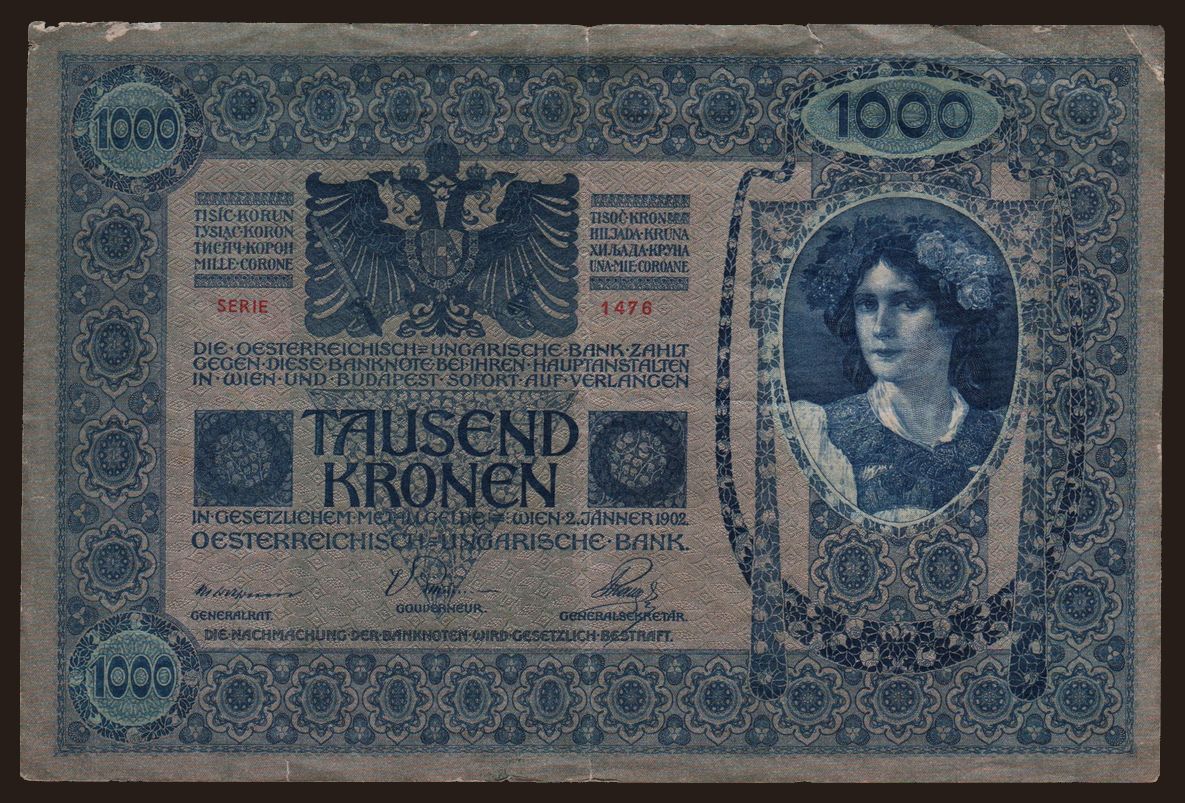 1000
1000
TISÍC·KORUN
TYSIĄC·KORON
ТИСЯЧ·КОРОН
MILLE·CORONE
TISOČ·KRON
HILJADA·KRUNA
ХИЉАДА·КРУНА
UNA·MIE·COROANE
SERIE
1476
DIE·OESTERREICHISCH=UNGARISCHE·BANK·ZAHLT
GEGEN·DIESE·BANKNOTE·BEI·IHREN·HAUPTANSTALTEN
IN·WIEN·UND·BUDAPEST·SOFORT·AUF·VERLANGEN
TAUSEND
KRONEN
IN·GESETZLICHEM·METALLGELDE=WIEN·2.JÄNNER 1902.
OESTERREICHISCH=UNGARISCHE·BANK.
GENERALRAT.
GOUVERNEUR.
GENERALSEKRETÄR.
DIE·NACHMACHUNG·DER·BANKNOTEN·WIRD·GESETZLICH·BESTRAFT.
1000